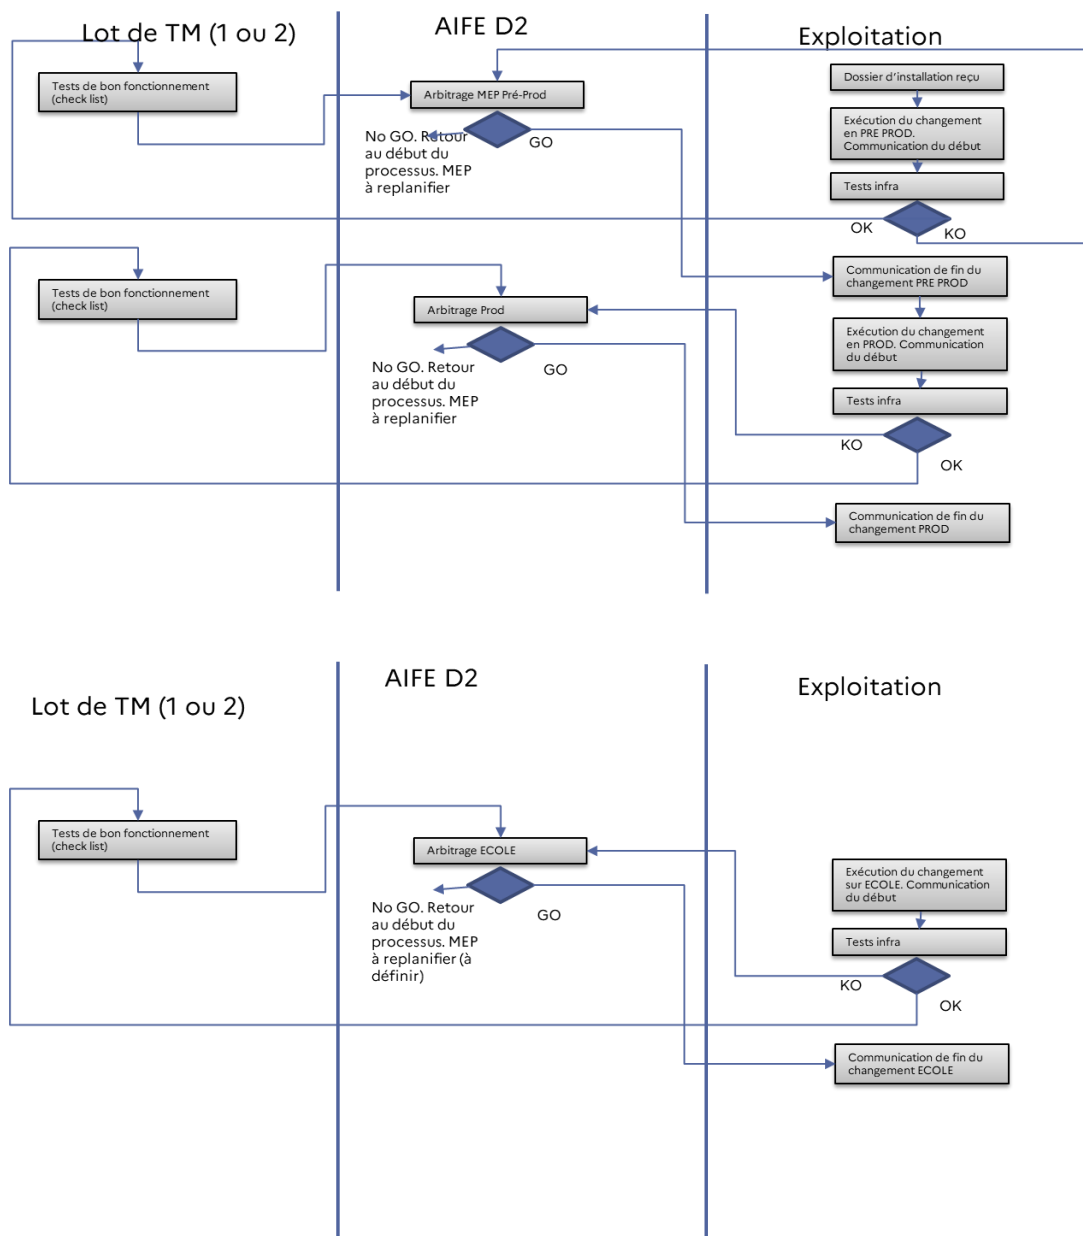 Lot de TM (1 ou 2)
AIFE D2
Exploitation
Tests de bon fonctionnement
(check list)
Arbitrage MEP Pré-Prod
No GO. Retour
au début du
processus. MEP
à replanifier
GO
Dossier d'installation reçu
Exécution du changement
en PRE PROD.
Communication du début
Tests infra
OK
KO
Tests de bon fonctionnement
(check list)
Arbitrage Prod
No GO. Retour
au début du
processus. MEP
à replanifier
GO
Communication de fin du
changement PRE PROD
Exécution du changement
en PROD. Communication
du début
Tests infra
KO
OK
Communication de fin du
changement PROD
Lot de TM (1 ou 2)
AIFE D2
Exploitation
Tests de bon fonctionnement
(check list)
Arbitrage ECOLE
No GO. Retour
au début du
processus. MEP
à replanifier (à
définir)
GO
Exécution du changement
sur ECOLE. Communication
du début
Tests infra
KO
OK
Communication de fin du
changement ECOLE